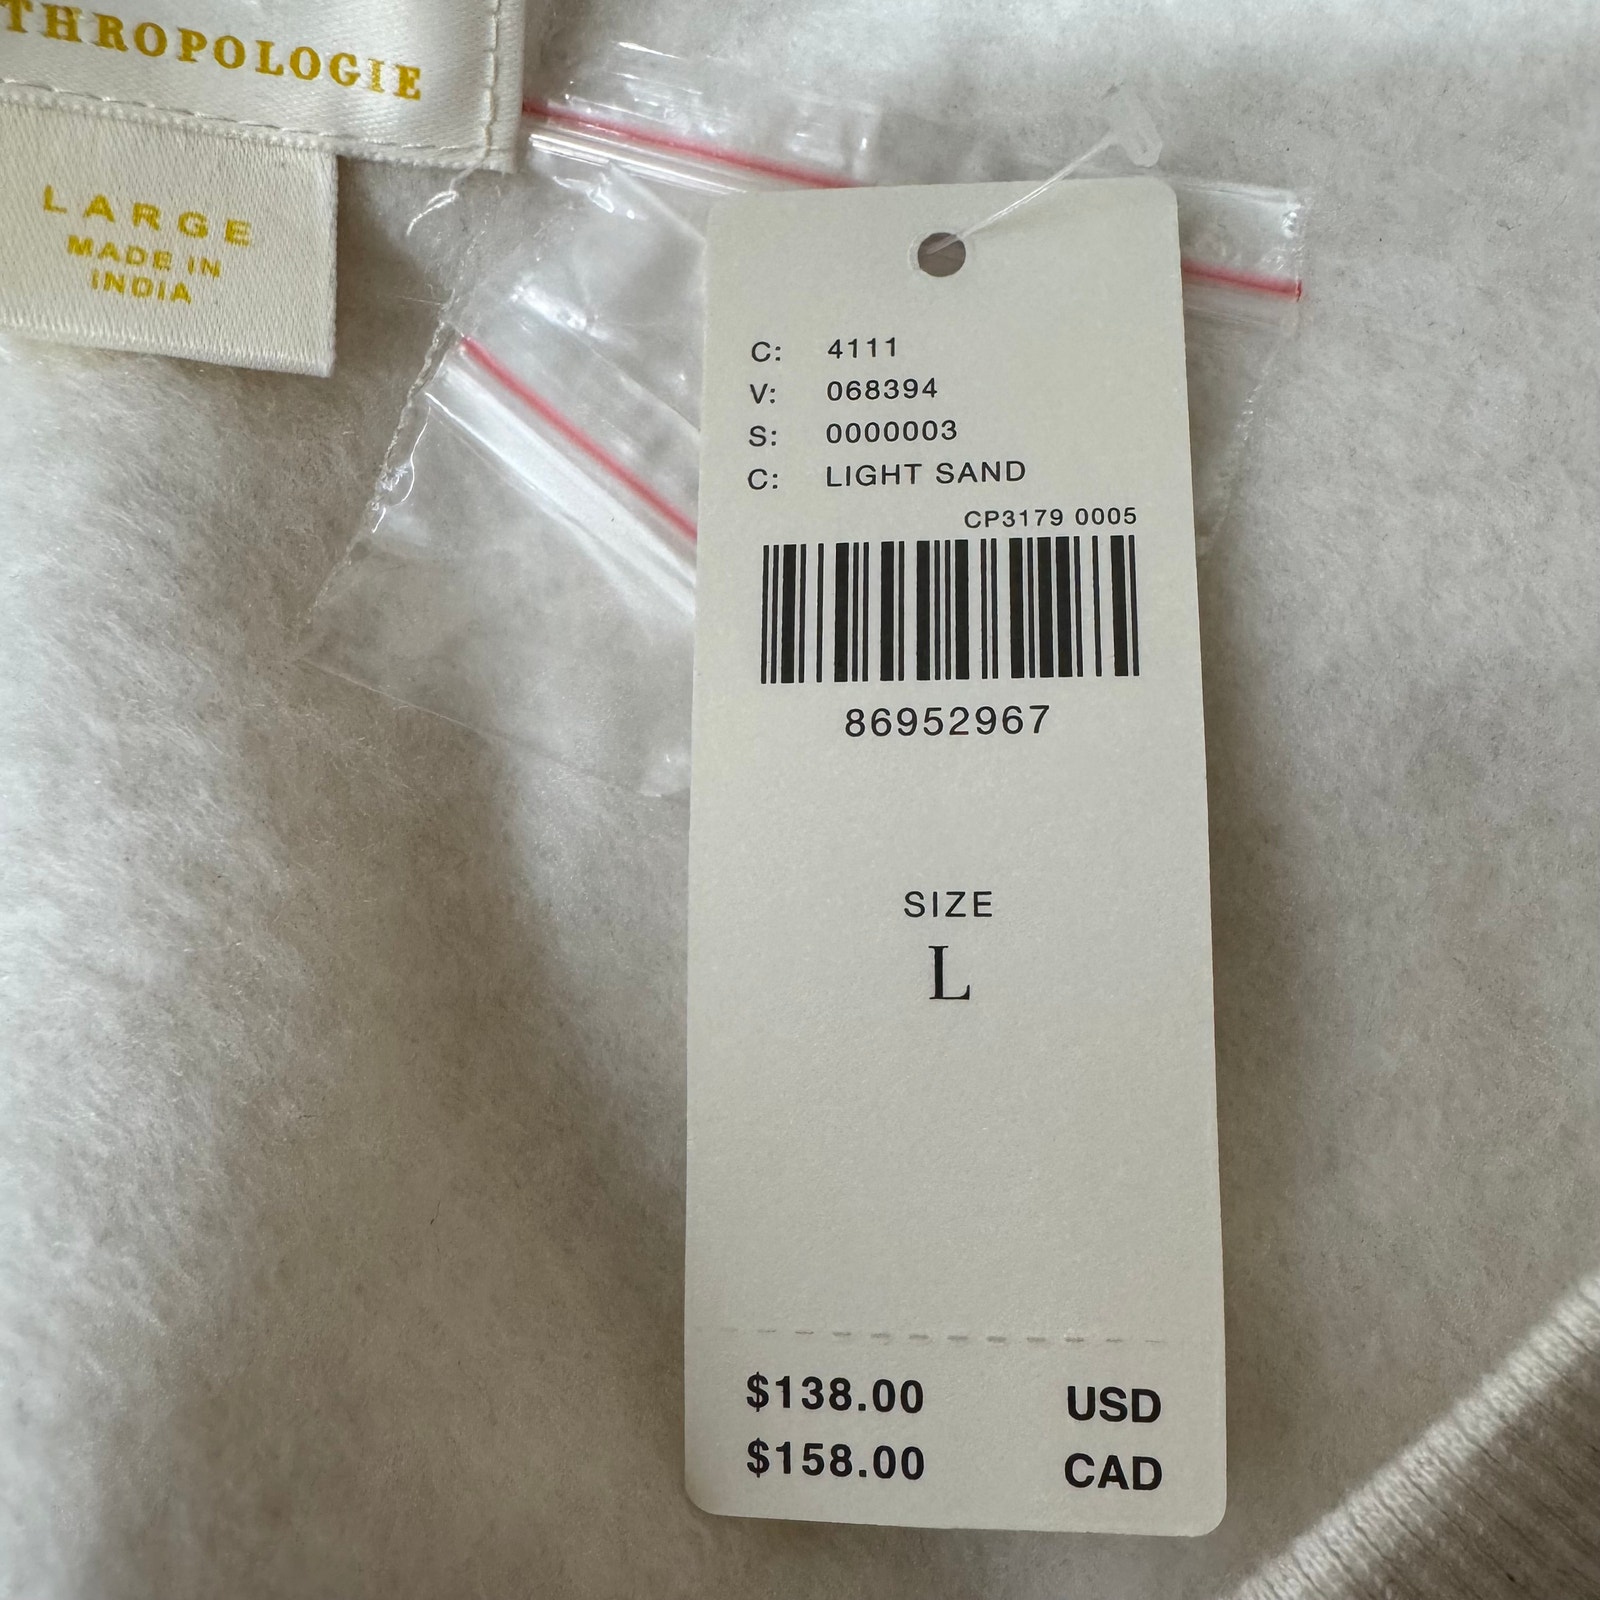 THROPOLOGIE
LARGE
MADE IN
INDIA
C: 4111
V: 068394
S: 0000003
C: LIGHT SAND
CP3179 0005
86952967
SIZE
L
$138.00 USD
$158.00 CAD